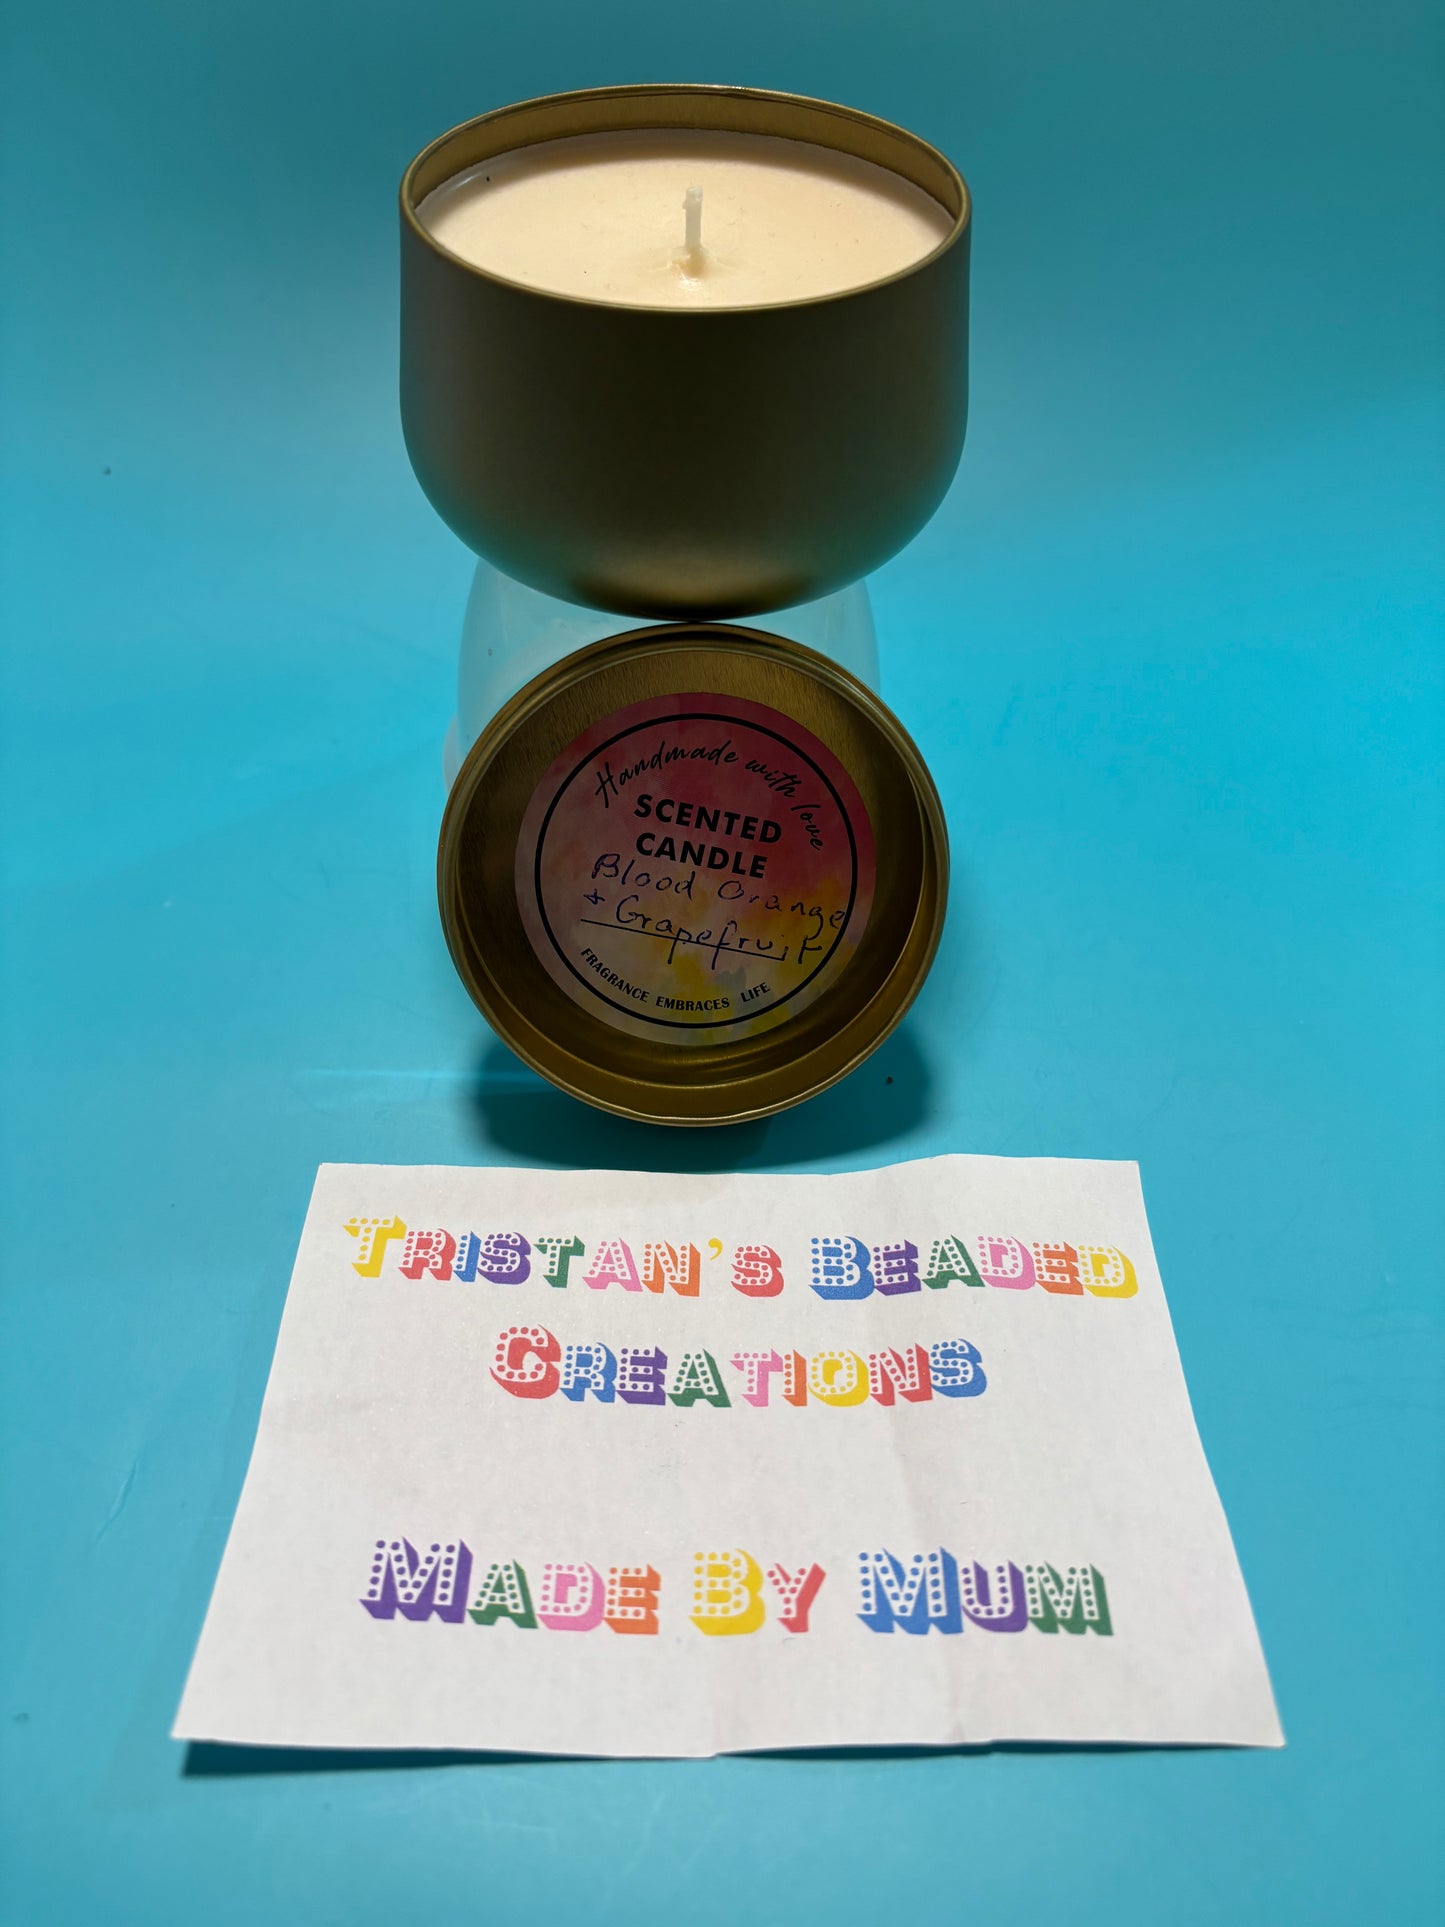 Handmade with love
SCENTED
CANDLE
Blood Orange
+ Grapefruit
FRAGRANCE EMBRACES LIFE
TRISTAN'S BEADED
CREATIONS
MADE BY MUM